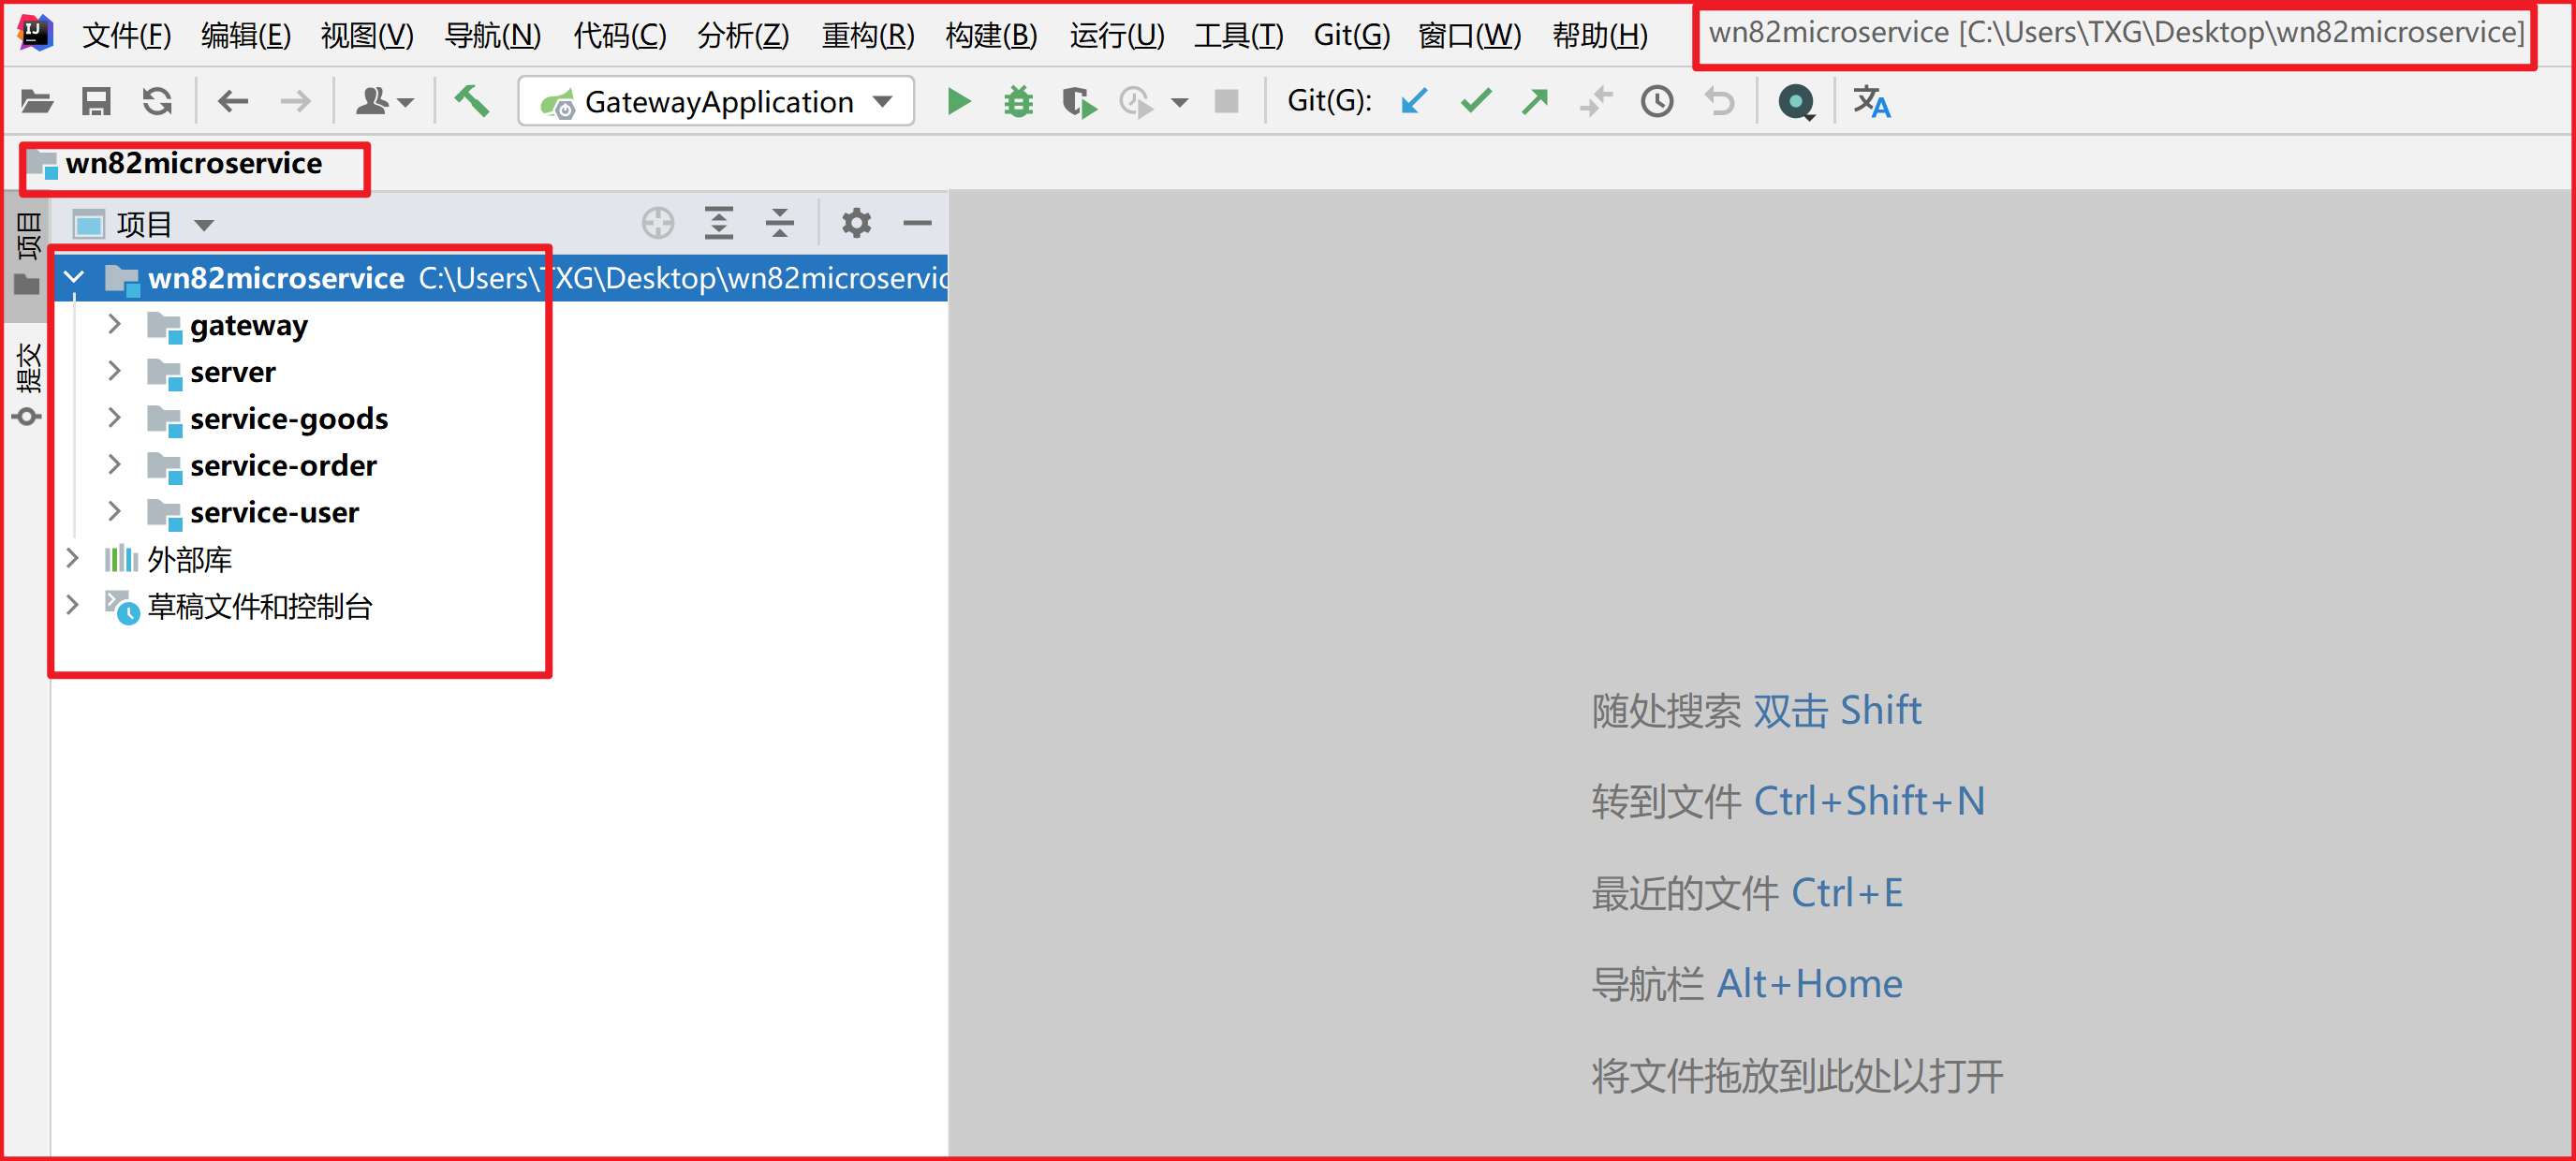 文件(F) 编辑(E) 视图(V) 导航(N) 代码(C) 分析(Z) 重构(R) 构建(B) 运行(U) 工具(T) Git(G) 窗口(W) 帮助(H) wn82microservice [C:\Users\TXG\Desktop\wn82microservice]
GatewayApplication Git(G):
wn82microservice
项目
项目
提交
wn82microservice C:\Users\TXG\Desktop\wn82microservic
gateway
server
service-goods
service-order
service-user
外部库
草稿文件和控制台
随处搜索 双击 Shift
转到文件 Ctrl+Shift+N
最近的文件 Ctrl+E
导航栏 Alt+Home
将文件拖放到此处以打开